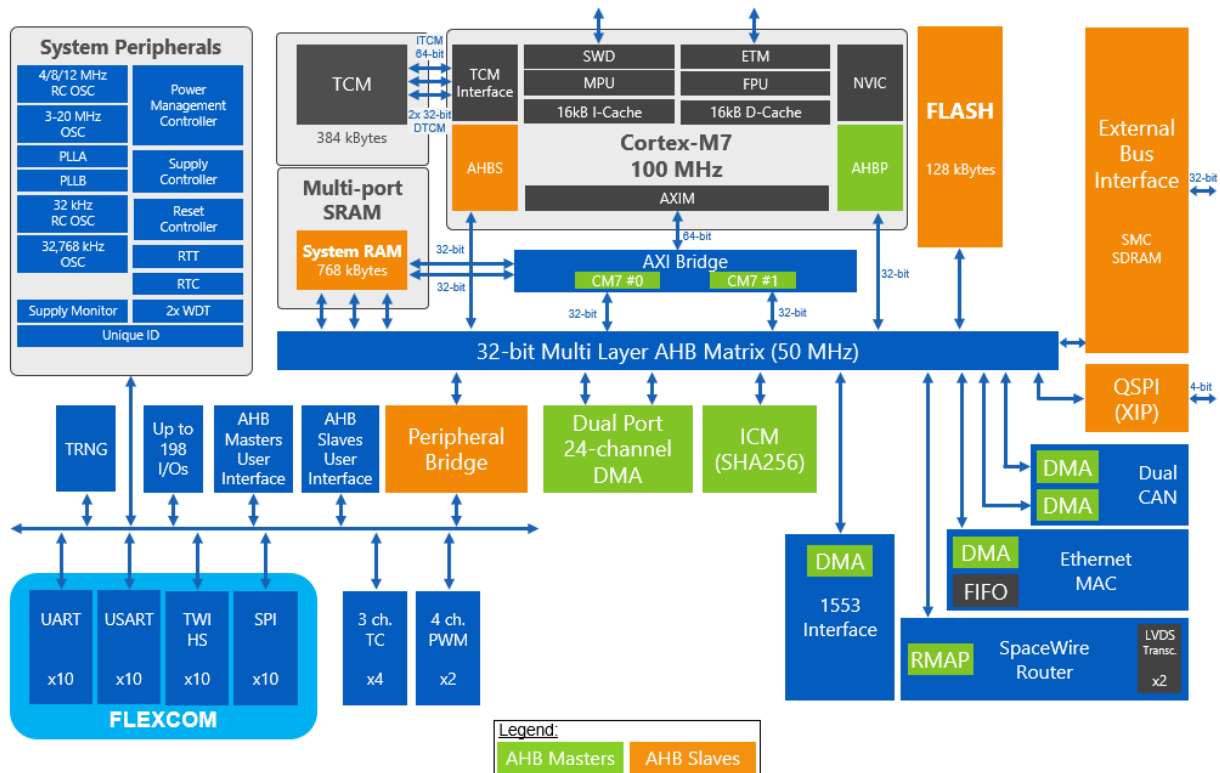 System Peripherals
4/8/12 MHz
RC OSC
3-20 MHz
OSC
PLLA
PLLB
32 kHz
RC OSC
32,768 kHz
OSC
Supply Monitor
Power
Management
Controller
Supply
Controller
Reset
Controller
RTT
RTC
2x WDT
Unique ID
TCM
384 kBytes
ITCM
64-bit
2x 32-bit
DTCM
Multi-port
SRAM
System RAM
768 kBytes
TCM
Interface
AHBS
SWD
MPU
16kB I-Cache
ETM
FPU
16kB D-Cache
NVIC
AHBP
Cortex-M7
100 MHz
AXIM
64-bit
FLASH
128 kBytes
External
Bus
Interface
SMC
SDRAM
32-bit
32-bit
32-bit
AXI Bridge
CM7 #0
CM7 #1
32-bit
32-bit
32-bit
32-bit
32-bit Multi Layer AHB Matrix (50 MHz)
QSPI
(XIP)
4-bit
TRNG
Up to
198
I/Os
AHB
Masters
User
Interface
AHB
Slaves
User
Interface
Peripheral
Bridge
Dual Port
24-channel
DMA
ICM
(SHA256)
DMA
DMA
Dual
CAN
DMA
FIFO
Ethernet
MAC
DMA
1553
Interface
RMAP
SpaceWire
Router
LVDS
Transc.
x2
UART
x10
USART
x10
TWI
HS
x10
SPI
x10
FLEXCOM
3 ch.
TC
x4
4 ch.
PWM
x2
Legend:
AHB Masters
AHB Slaves